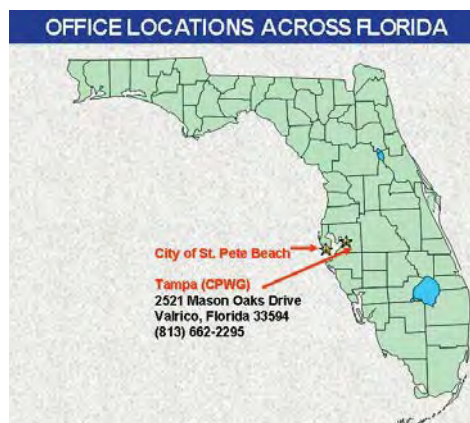 OFFICE LOCATIONS ACROSS FLORIDA
City of St. Pete Beach
Tampa (CPWG)
2521 Mason Oaks Drive
Valrico, Florida 33594
(813) 662-2295